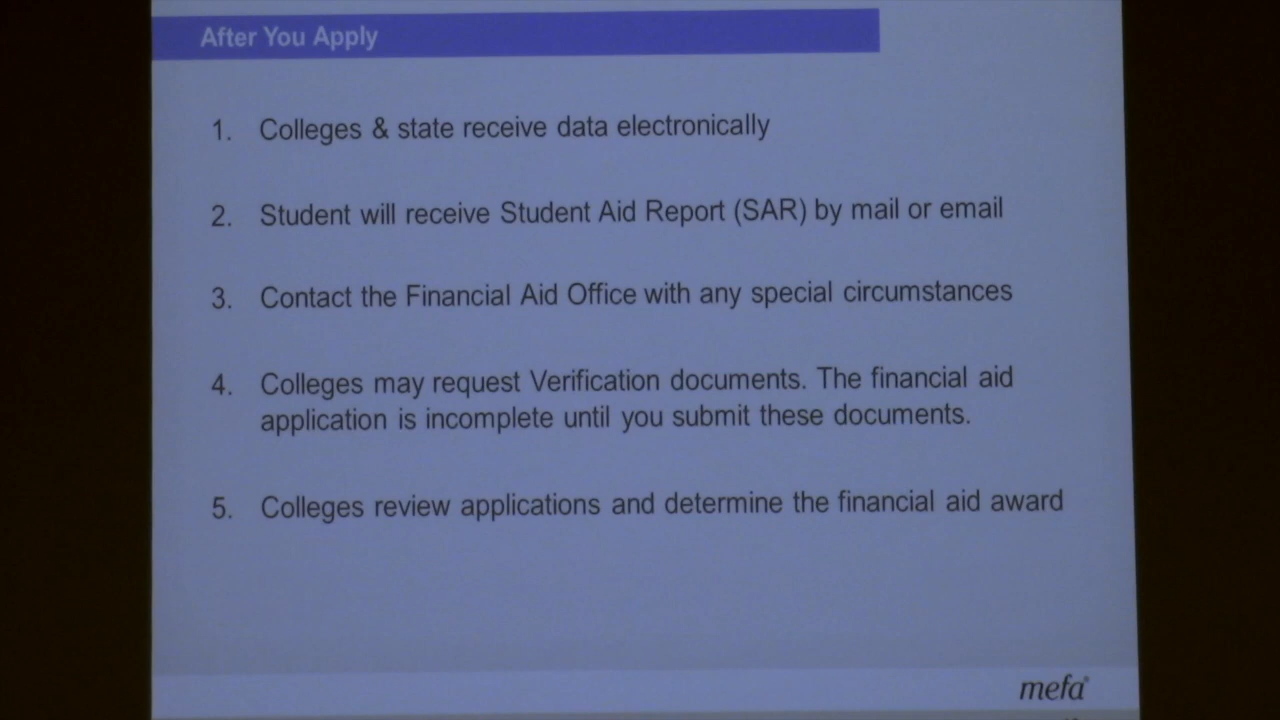 After You Apply
1. Colleges & state receive data electronically
2. Student will receive Student Aid Report (SAR) by mail or email
3. Contact the Financial Aid Office with any special circumstances
4. Colleges may request Verification documents. The financial aid
application is incomplete until you submit these documents.
5. Colleges review applications and determine the financial aid award
mefa®